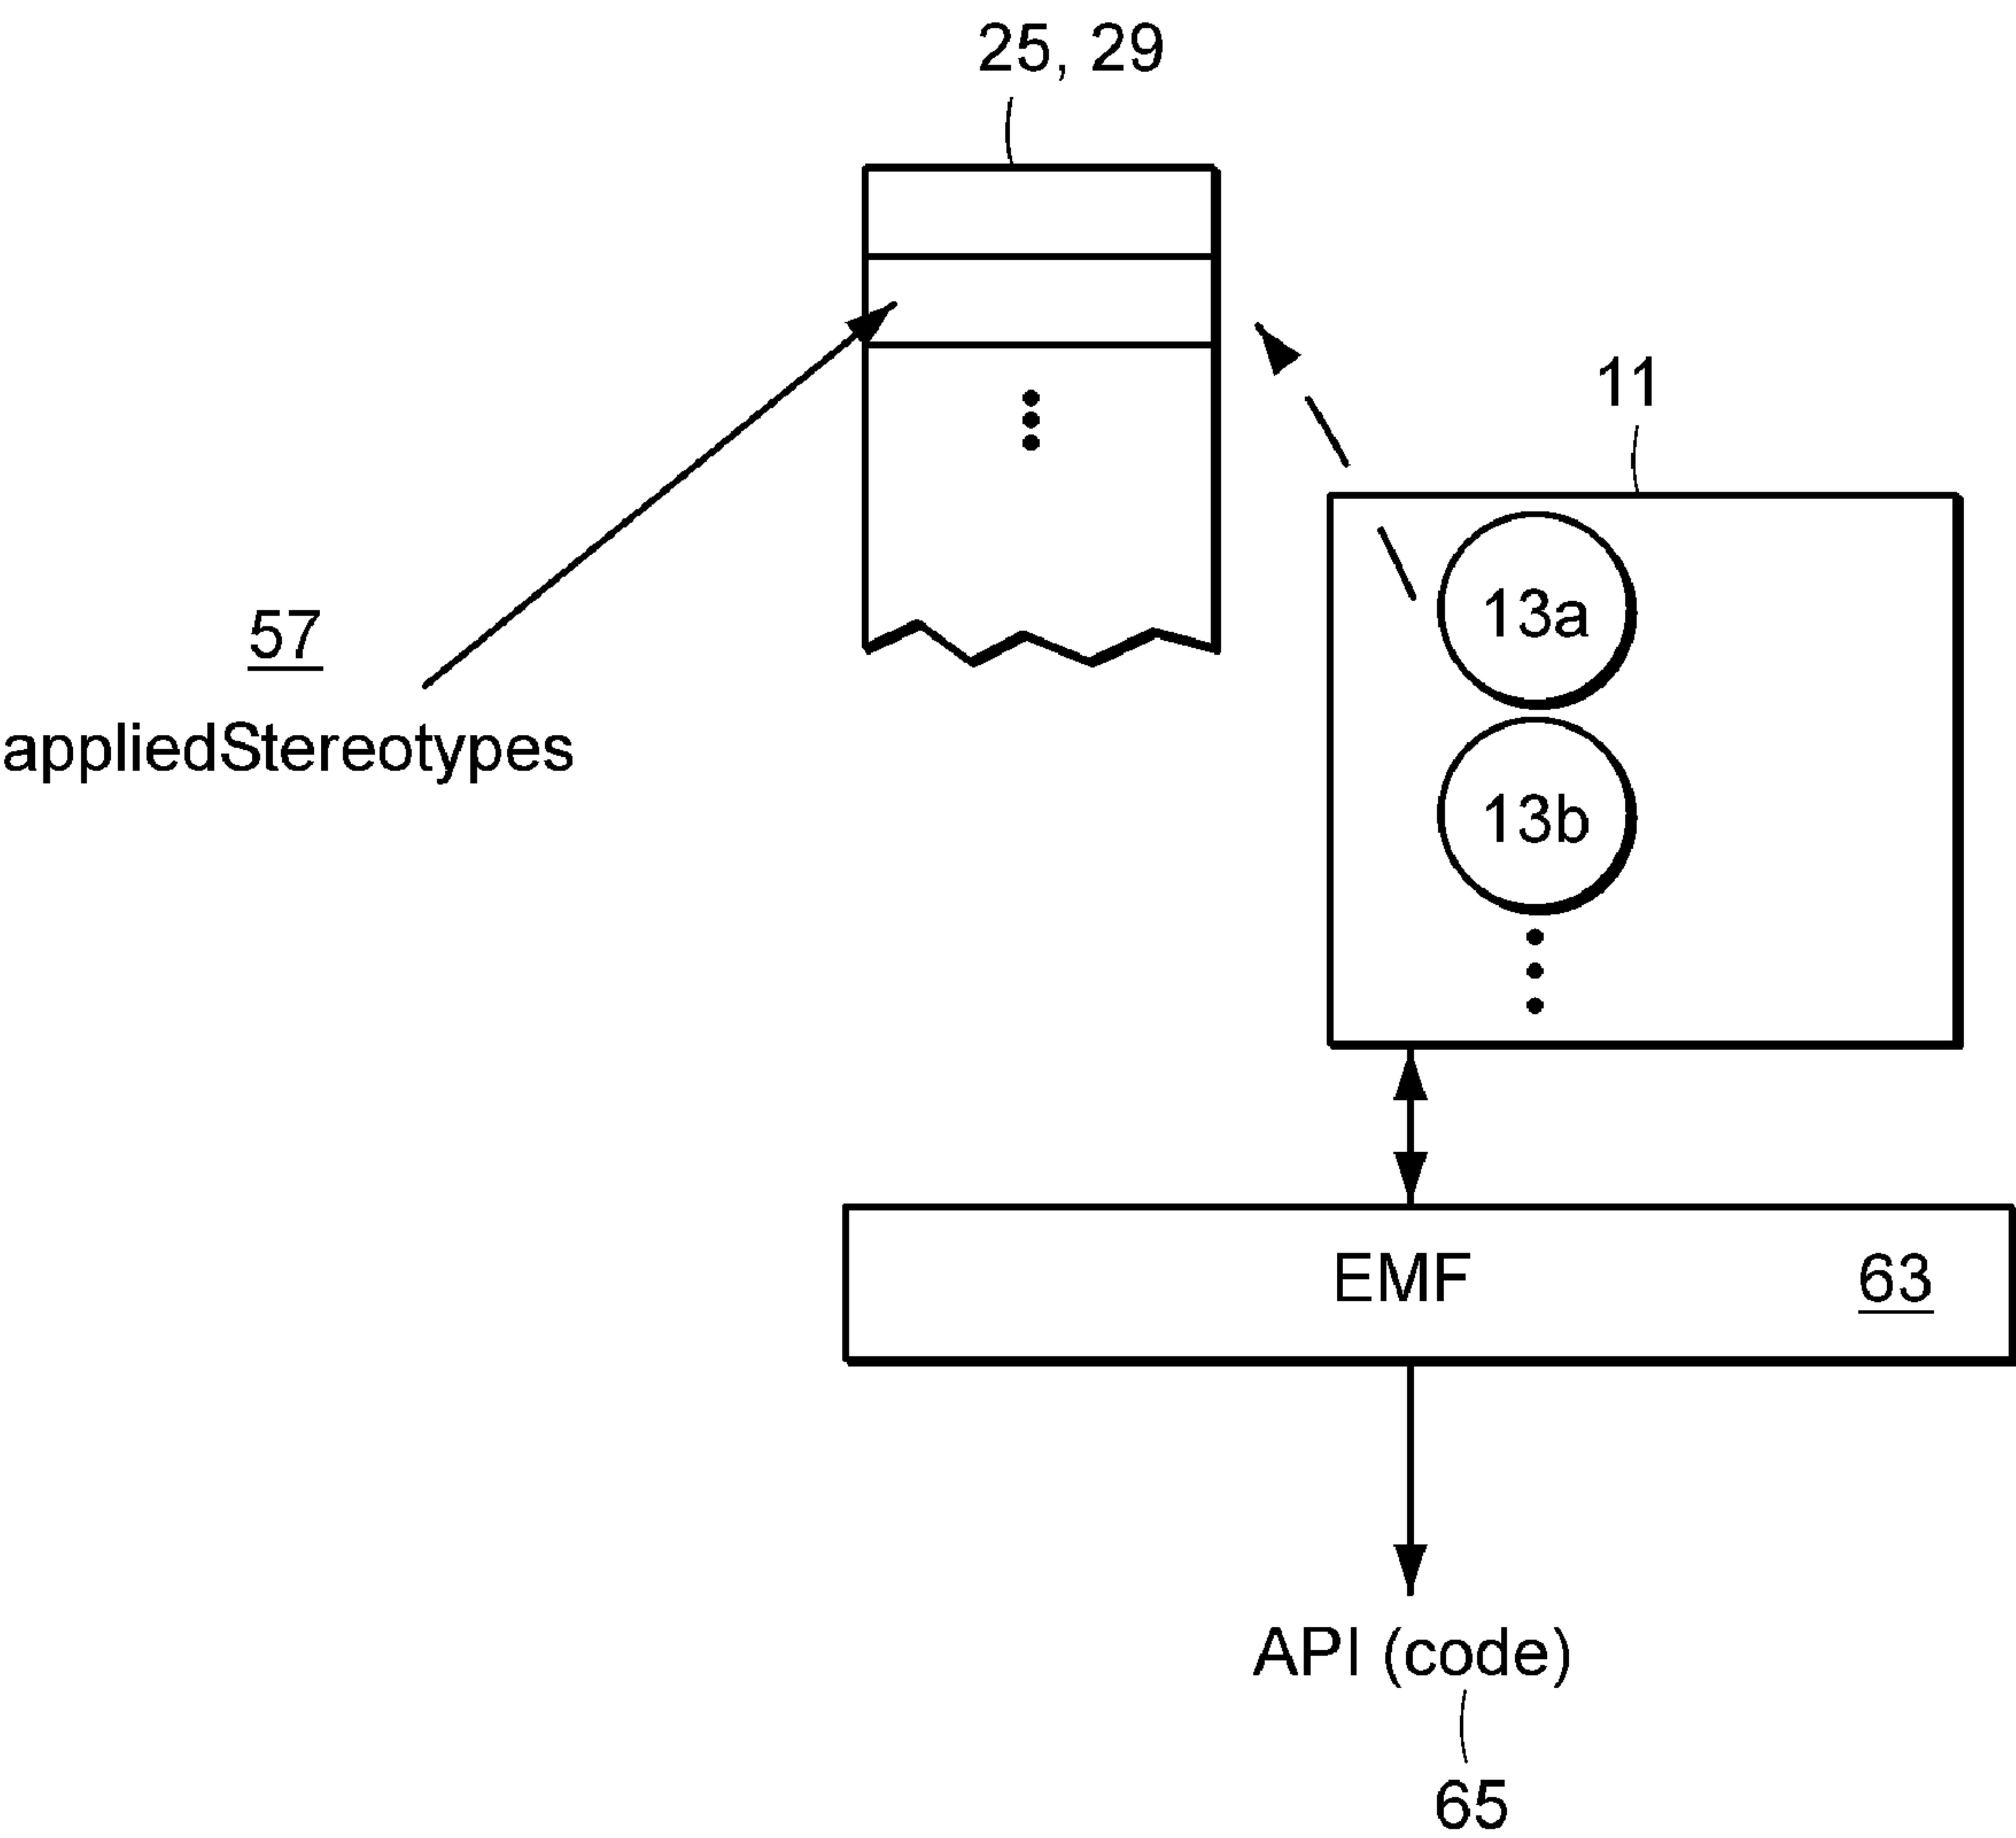 25, 29
11
57
appliedStereotypes
13a
13b
EMF 63
API (code)
65